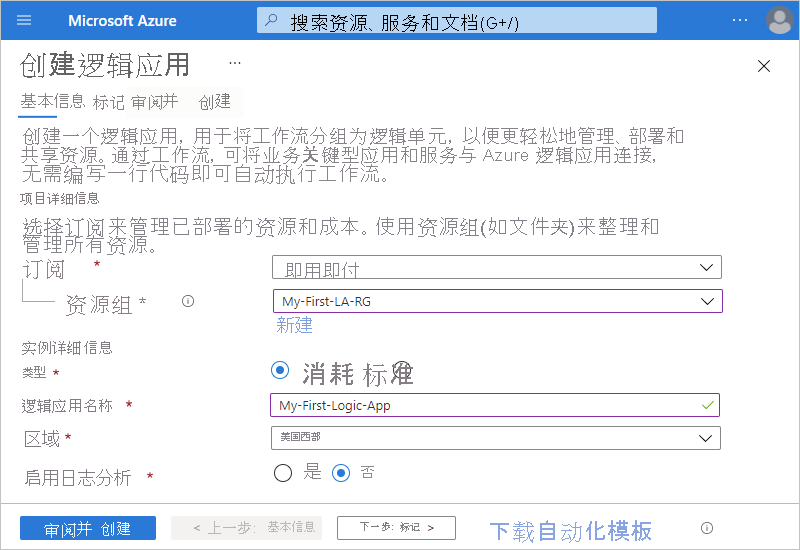 Microsoft Azure
搜索资源、服务和文档(G+/)
创建逻辑应用
基本信息 标记 审阅并 创建
创建一个逻辑应用, 用于将工作流分组为逻辑单元, 以便更轻松地管理、部署和
共享资源。通过工作流, 可将业务关键型应用和服务与 Azure 逻辑应用连接,
无需编写一行代码即可自动执行工作流。
项目详细信息
选择订阅来管理已部署的资源和成本。使用资源组(如文件夹)来整理和
管理所有资源。
订阅 * 即用即付
资源组 * My-First-LA-RG
新建
实例详细信息
类型 * 消耗 标准
逻辑应用名称 * My-First-Logic-App
区域 * 美国西部
启用日志分析 * 是 否
审阅并 创建 < 上一步: 基本信息 下一步: 标记 > 下载自动化模板